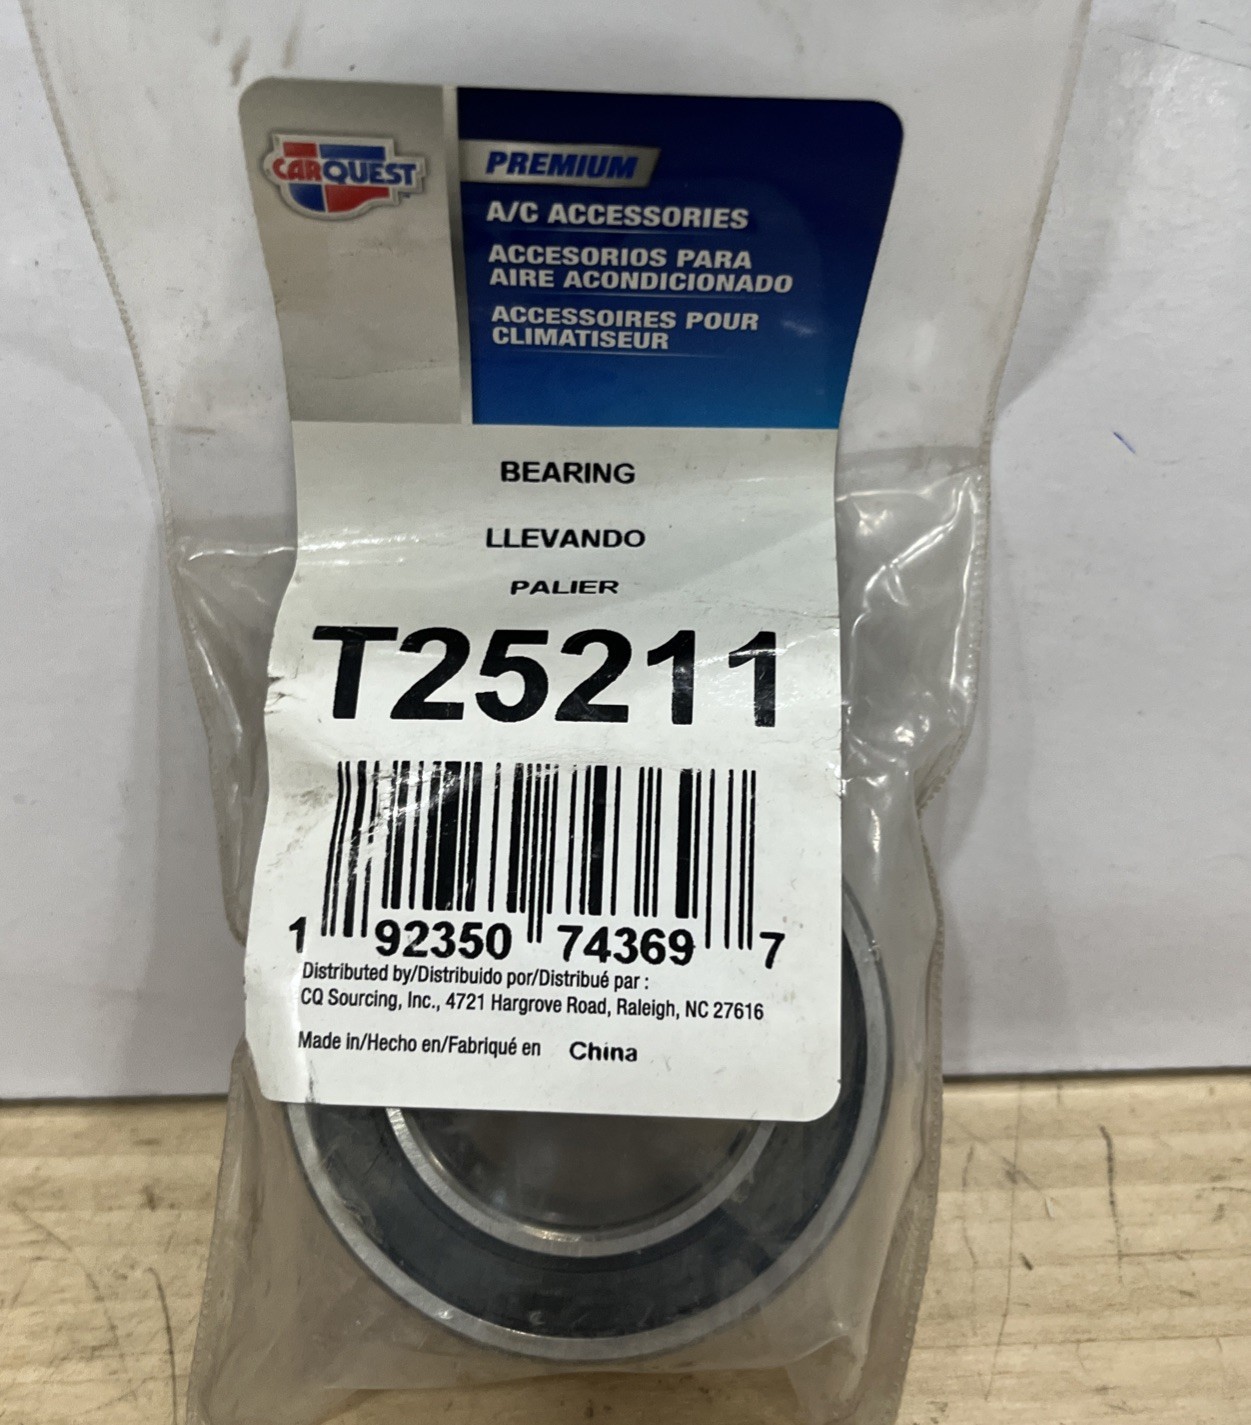 CARQUEST
PREMIUM
A/C ACCESSORIES
ACCESORIOS PARA
AIRE ACONDICIONADO
ACCESSOIRES POUR
CLIMATISEUR
BEARING
LLEVANDO
PALIER
T25211
1 92350 74369 7
Distributed by/Distribuido por/Distribué par :
CQ Sourcing, Inc., 4721 Hargrove Road, Raleigh, NC 27616
Made in/Hecho en/Fabriqué en China